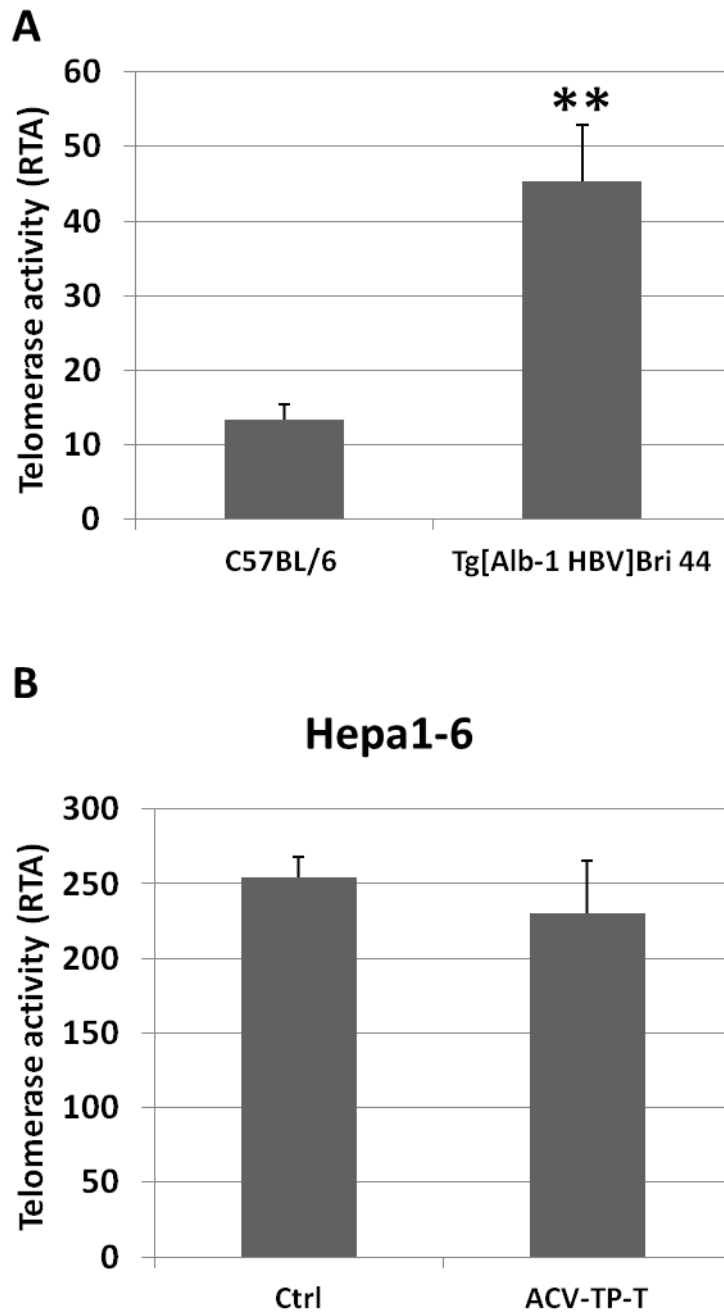 A
Telomerase activity (RTA)
60
50
40
30
20
10
0
**
C57BL/6
Tg[Alb-1 HBV]Bri 44
B
Hepa1-6
Telomerase activity (RTA)
300
250
200
150
100
50
0
Ctrl
ACV-TP-T